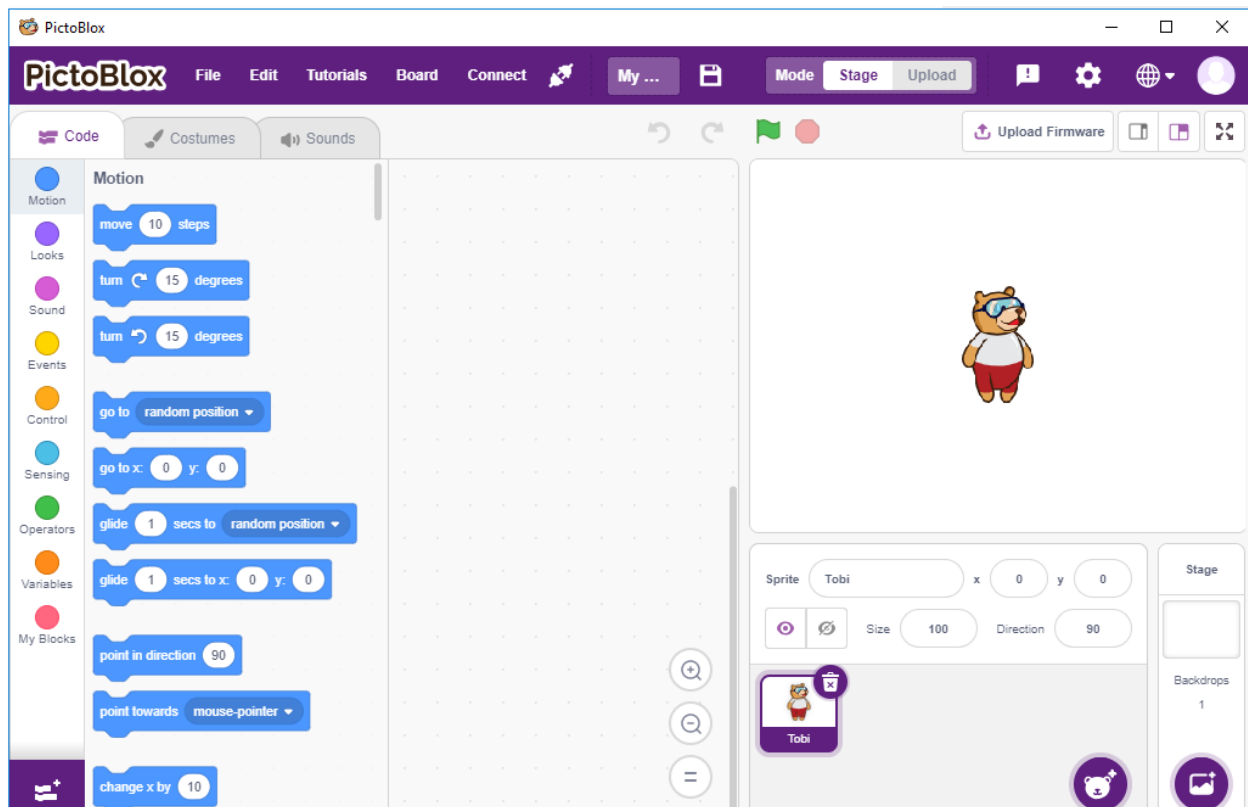 PictoBlox
PictoBlox File Edit Tutorials Board Connect My ... Mode Stage Upload
Code Costumes Sounds Upload Firmware
Motion
Looks
Sound
Events
Control
Sensing
Operators
Variables
My Blocks
Motion
move 10 steps
turn 15 degrees
turn 15 degrees
go to random position
go to x: 0 y: 0
glide 1 secs to random position
glide 1 secs to x: 0 y: 0
point in direction 90
point towards mouse-pointer
change x by 10
Sprite Tobi x 0 y 0
Size 100 Direction 90
Tobi
Stage
Backdrops
1